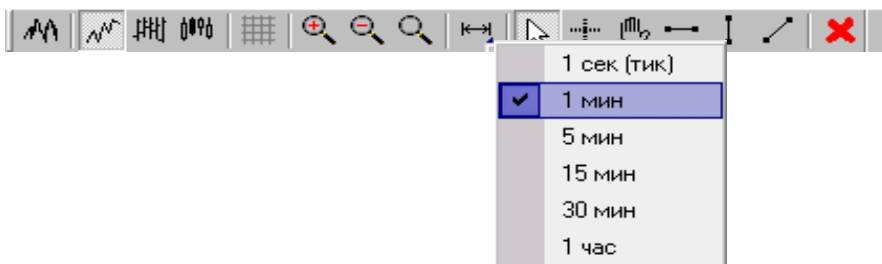 1 сек (тик)
1 мин
5 мин
15 мин
30 мин
1 час